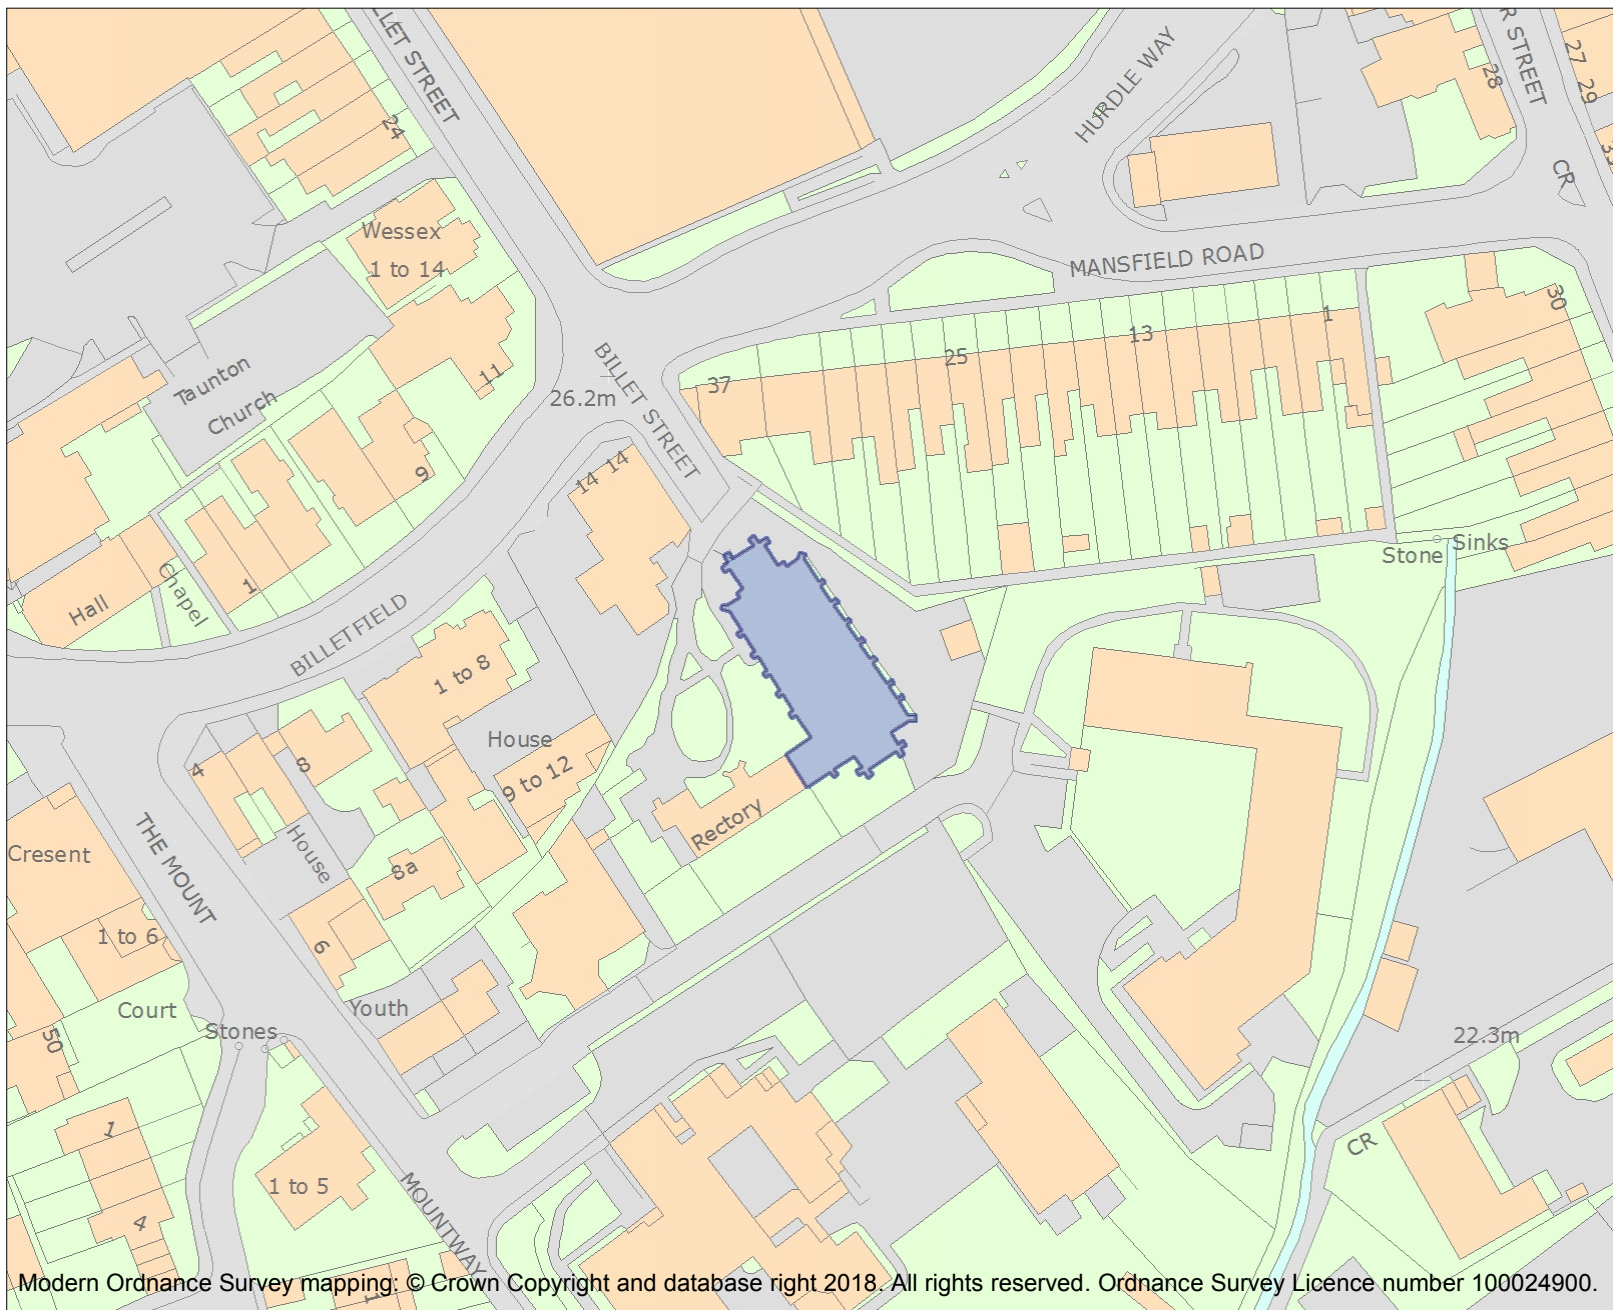 LLET STREET
BILLET STREET
HURDLE WAY
R STREET
27
29
28
CR
24
Wessex
1 to 14
MANSFIELD ROAD
30
1
13
25
37
BILLET STREET
26.2m
11
Taunton
Church
9
14 14
Stone
Sinks
Chapel
1
Hall
BILLETFIELD
1 to 8
House
9 to 12
4
8
Rectory
THE MOUNT
House
8a
Cresent
1 to 6
6
Court
Youth
Stones
50
22.3m
1
CR
1 to 5
4
MOUNTWAY
1
Modern Ordnance Survey mapping: © Crown Copyright and database right 2018. All rights reserved. Ordnance Survey Licence number 100024900.